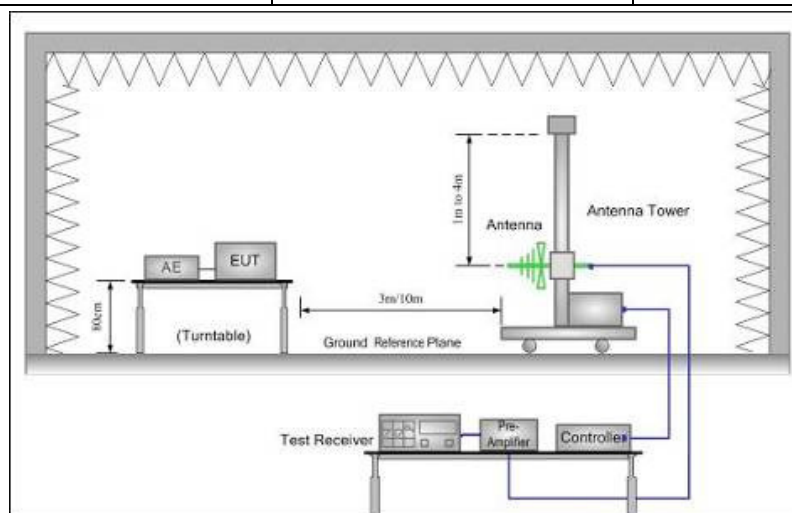 1m to 4m
Antenna
Antenna Tower
AE
EUT
80cm
(Turntable)
3m/10m
Ground Reference Plane
Test Receiver
Pre-
Amplifier
Controller